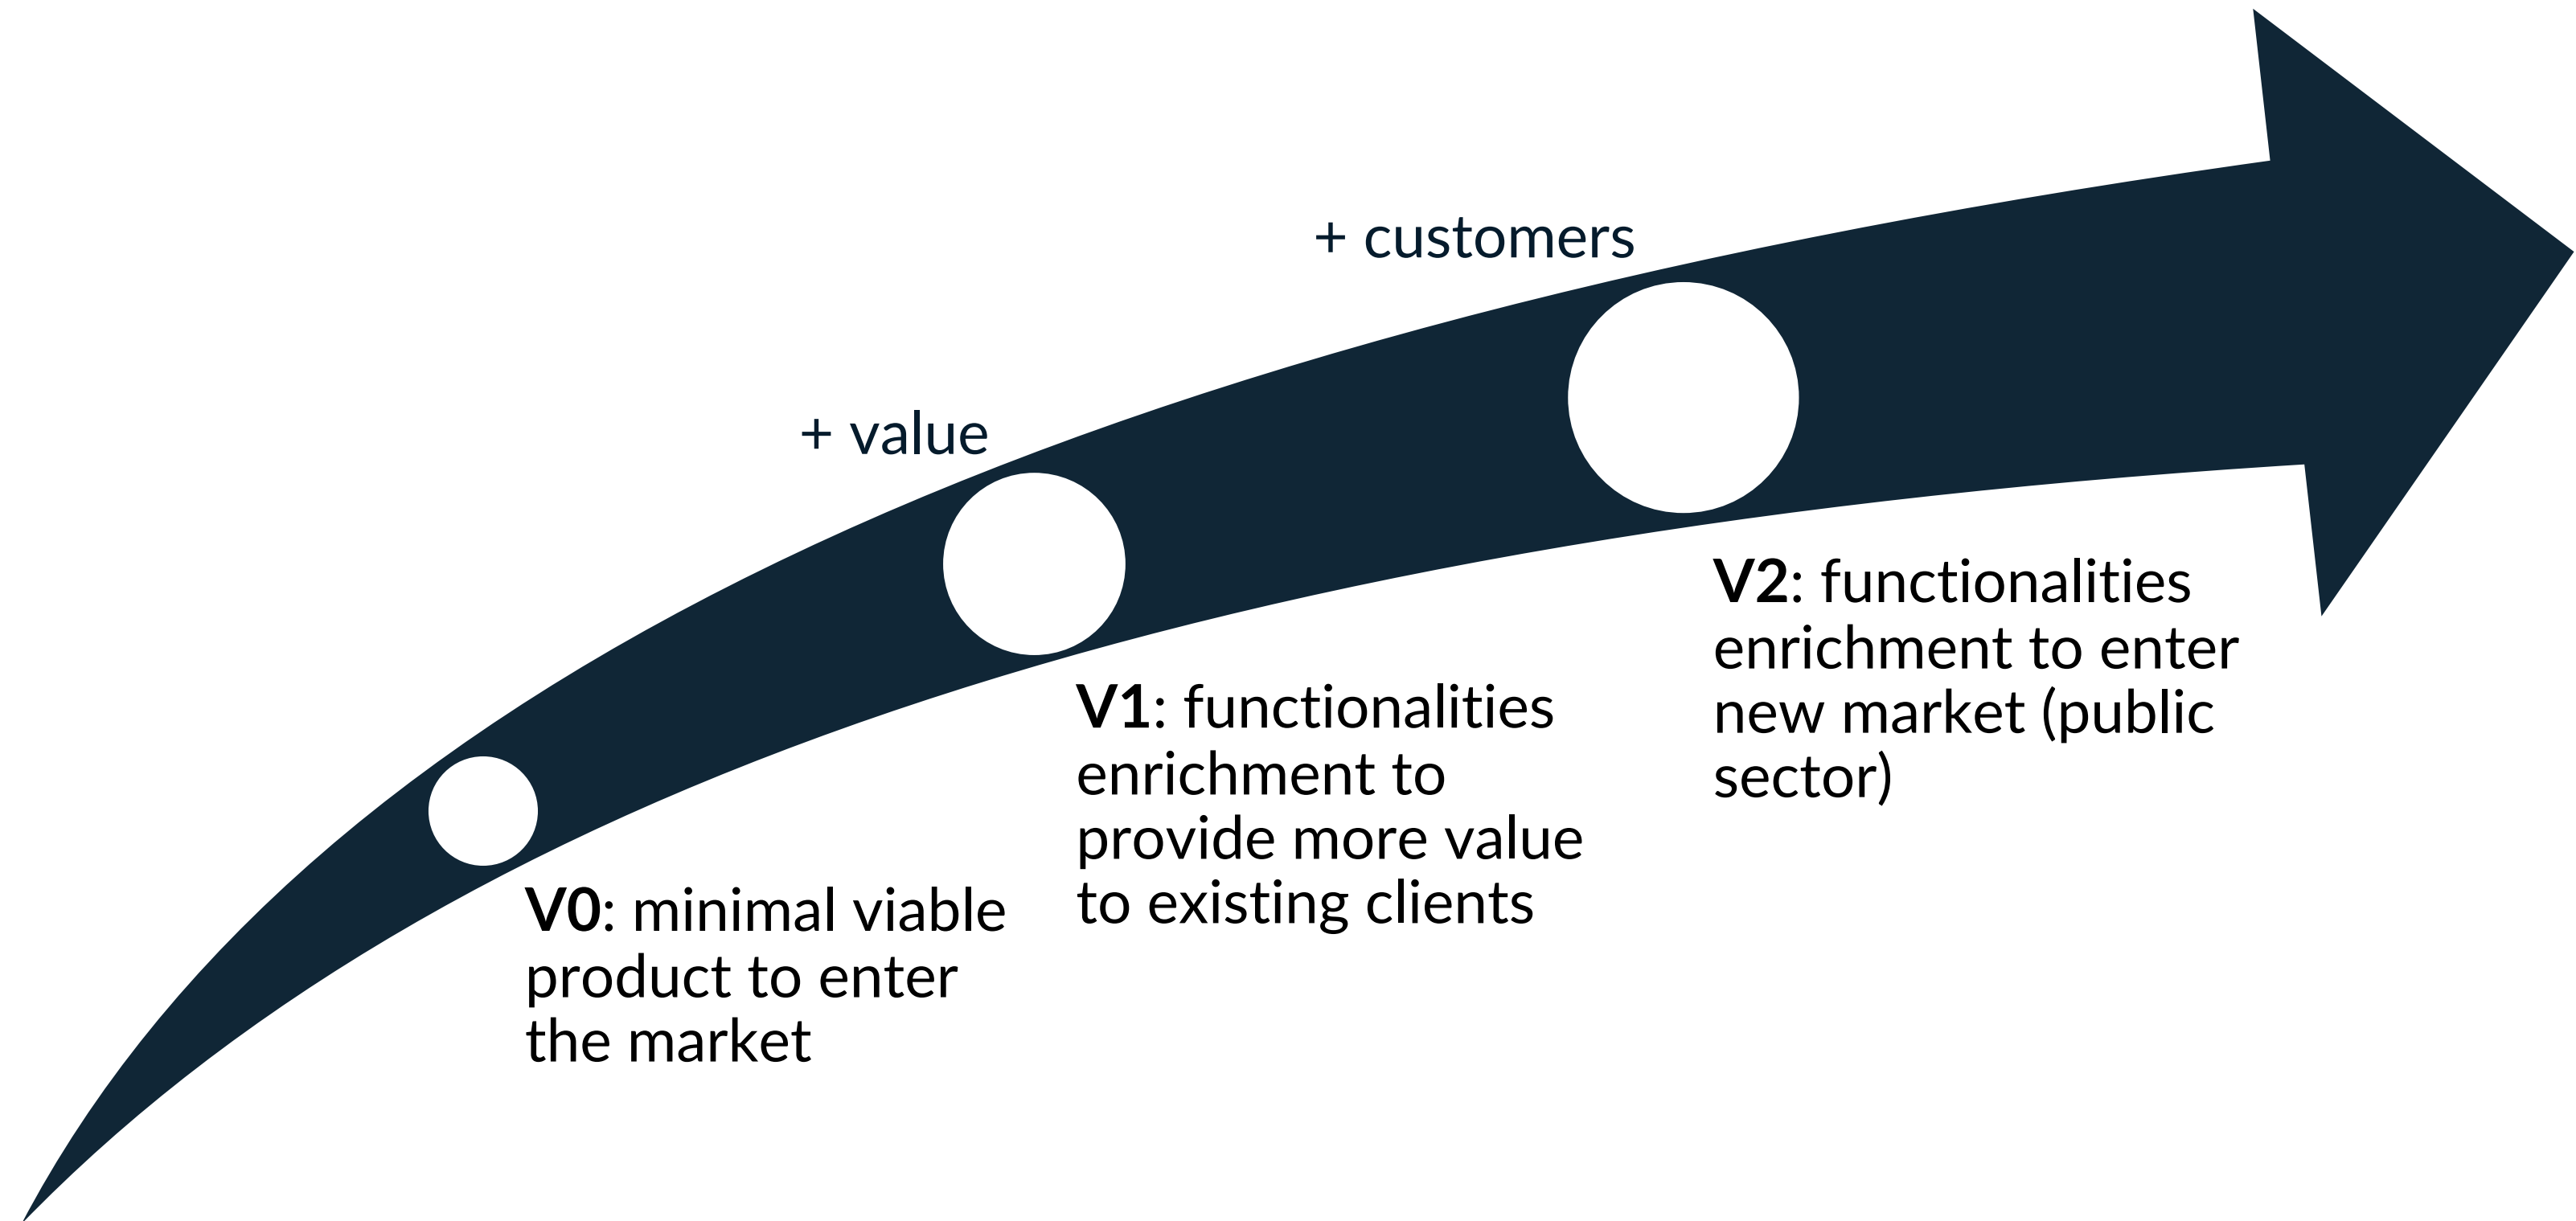 + customers
+ value
V2: functionalities
enrichment to enter
new market (public
sector)
V1: functionalities
enrichment to
provide more value
to existing clients
V0: minimal viable
product to enter
the market